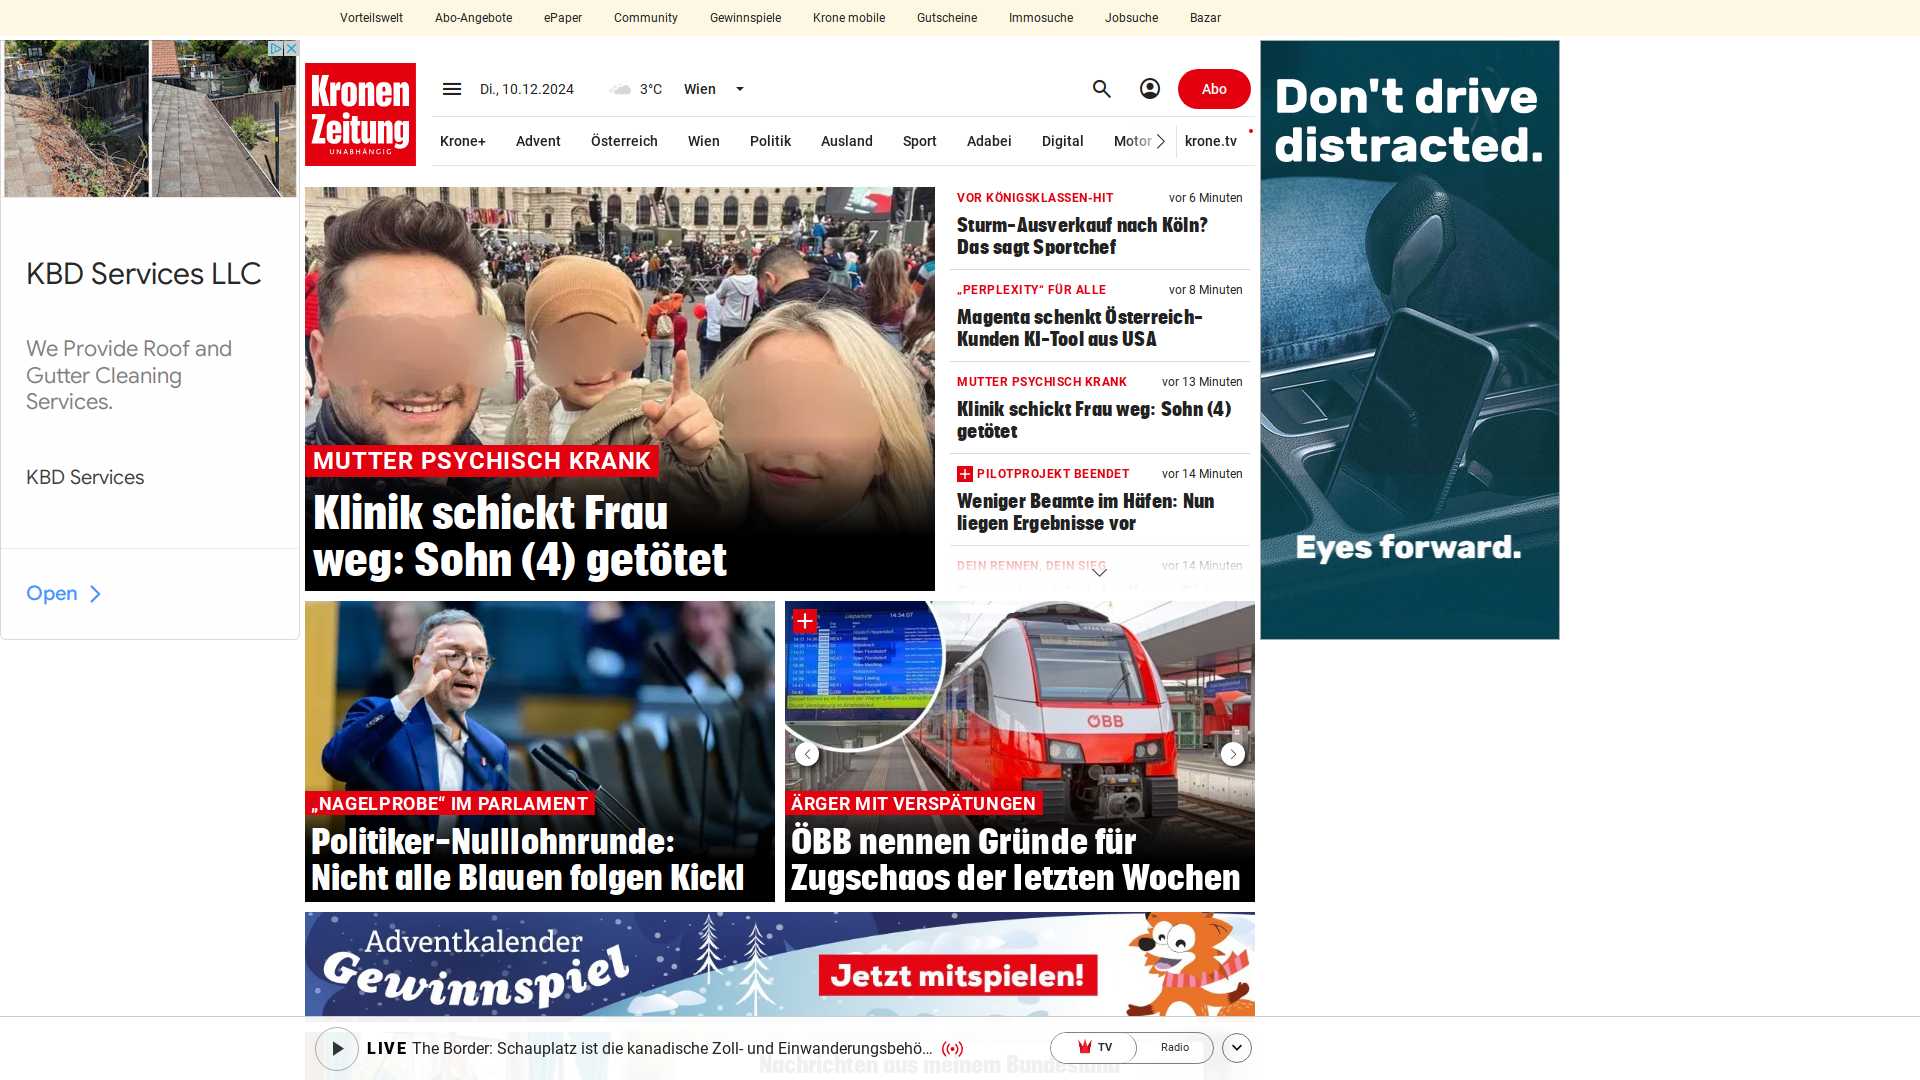 Vorteilswelt
Abo-Angebote
ePaper
Community
Gewinnspiele
Krone mobile
Gutscheine
Immosuche
Jobsuche
Bazar
Kronen
Zeitung
UNABHÄNGIG
Di., 10.12.2024
3°C
Wien
Abo
Krone+
Advent
Österreich
Wien
Politik
Ausland
Sport
Adabei
Digital
Motor
krone.tv
KBD Services LLC
We Provide Roof and
Gutter Cleaning
Services.
KBD Services
Open
MUTTER PSYCHISCH KRANK
Klinik schickt Frau
weg: Sohn (4) getötet
VOR KÖNIGSKLASSEN-HIT
vor 6 Minuten
Sturm-Ausverkauf nach Köln?
Das sagt Sportchef
„PERPLEXITY“ FÜR ALLE
vor 8 Minuten
Magenta schenkt Österreich-
Kunden KI-Tool aus USA
MUTTER PSYCHISCH KRANK
vor 13 Minuten
Klinik schickt Frau weg: Sohn (4)
getötet
PILOTPROJEKT BEENDET
vor 14 Minuten
Weniger Beamte im Häfen: Nun
liegen Ergebnisse vor
DEIN RENNEN, DEIN SIEG
vor 14 Minuten
Don't drive
distracted.
Eyes forward.
„NAGELPROBE“ IM PARLAMENT
Politiker-Nulllohnrunde:
Nicht alle Blauen folgen Kickl
ÖBB
ÄRGER MIT VERSPÄTUNGEN
ÖBB nennen Gründe für
Zugschaos der letzten Wochen
Adventkalender
Gewinnspiel
Jetzt mitspielen!
LIVE The Border: Schauplatz ist die kanadische Zoll- und Einwanderungsbehö...
TV
Radio
Nachrichten aus meinem Bundesland